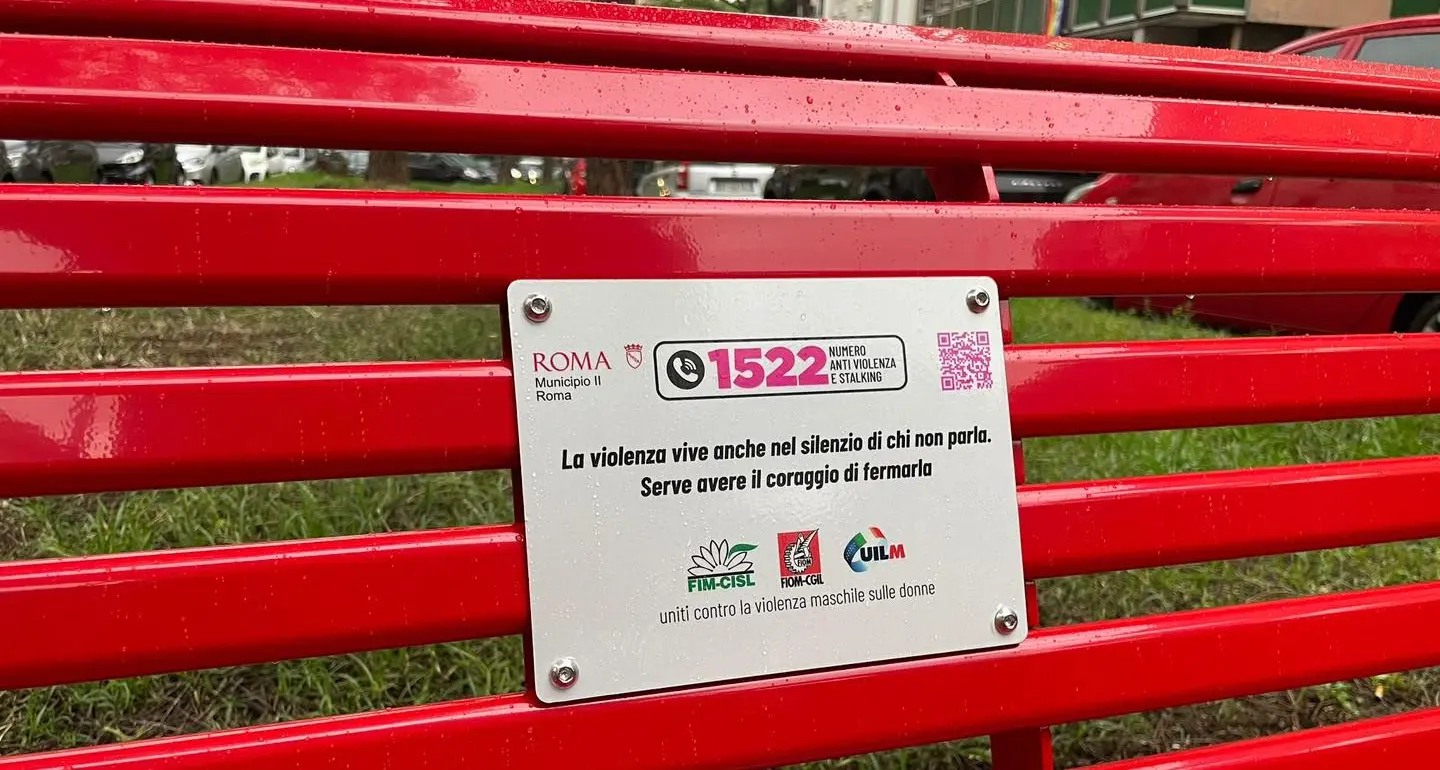 ROMA
Municipio II
Roma
1522
NUMERO
ANTI VIOLENZA
E STALKING
La violenza vive anche nel silenzio di chi non parla.
Serve avere il coraggio di fermarla
FIM-CISL
FIOM
FIOM-CGIL
UILM
uniti contro la violenza maschile sulle donne